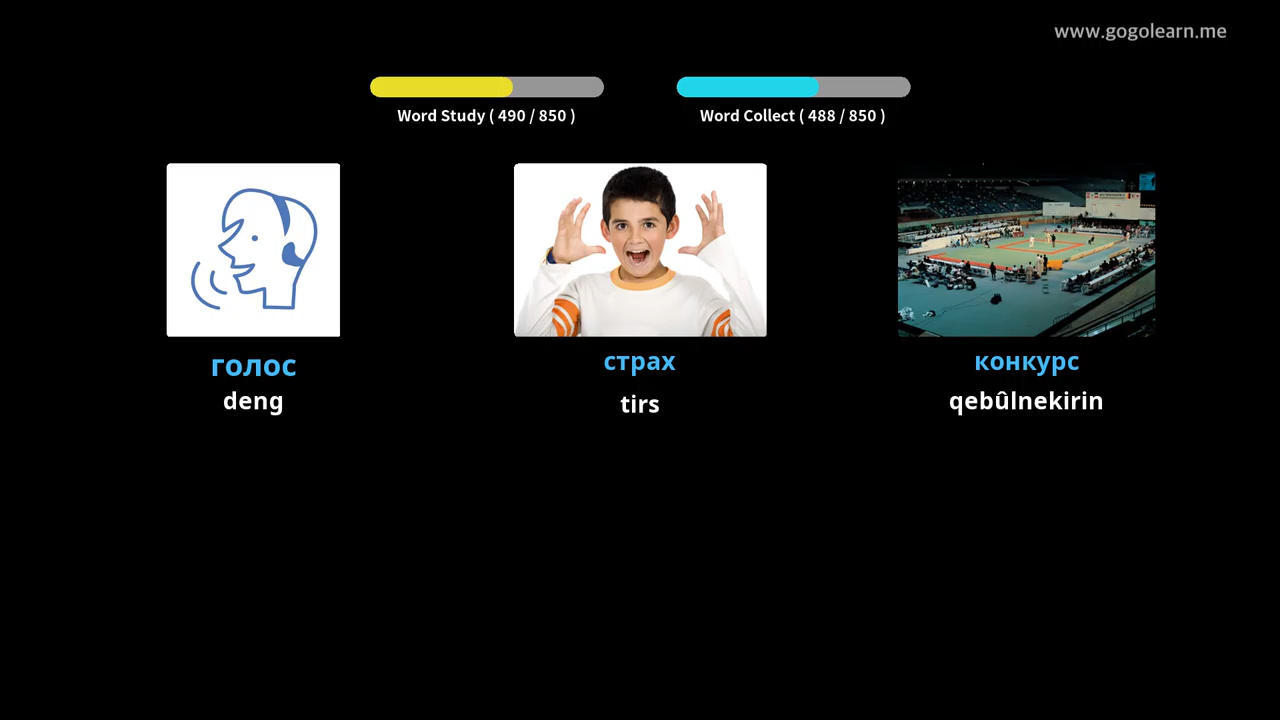 www.gogolearn.me
Word Study ( 490 / 850 )
Word Collect ( 488 / 850 )
голос
deng
страх
tirs
конкурс
qebûlnekirin